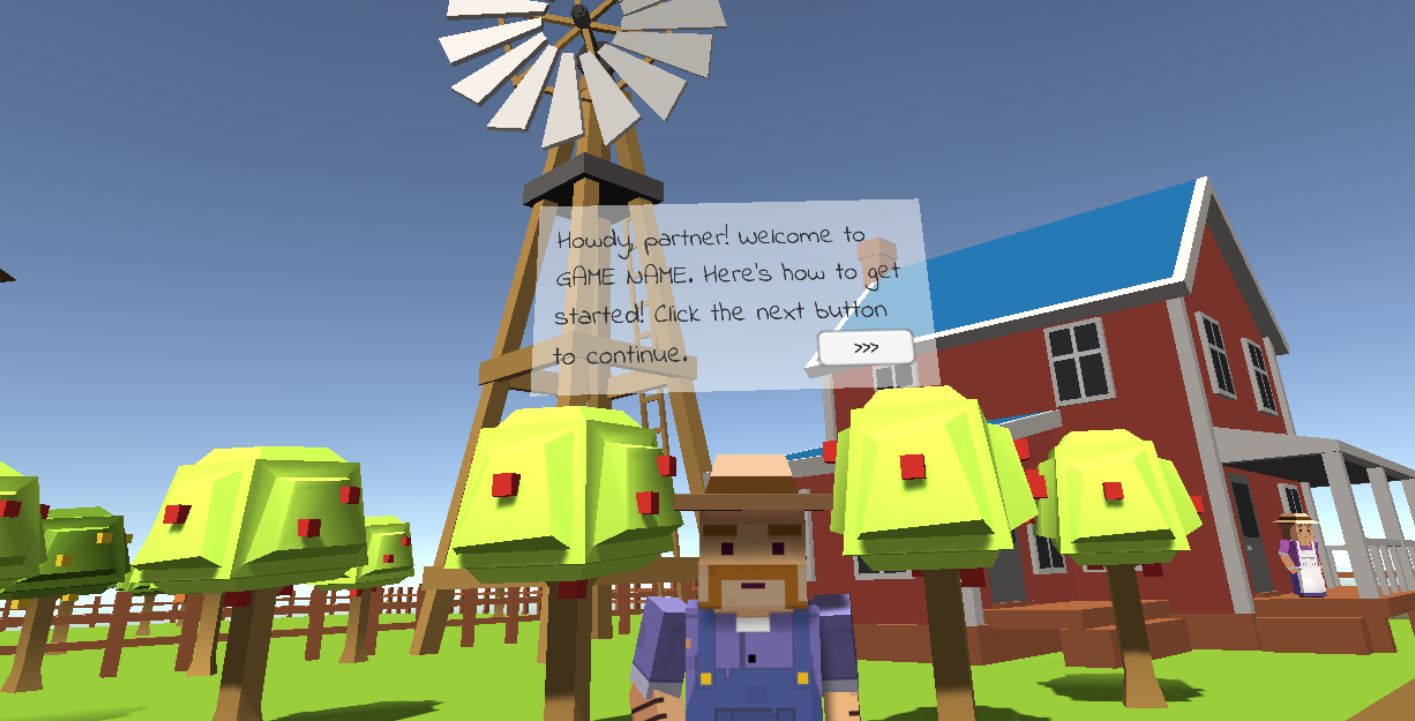 Howdy, partner! Welcome to
GAME NAME. Here's how to get
started! Click the next button
to continue.
>>>